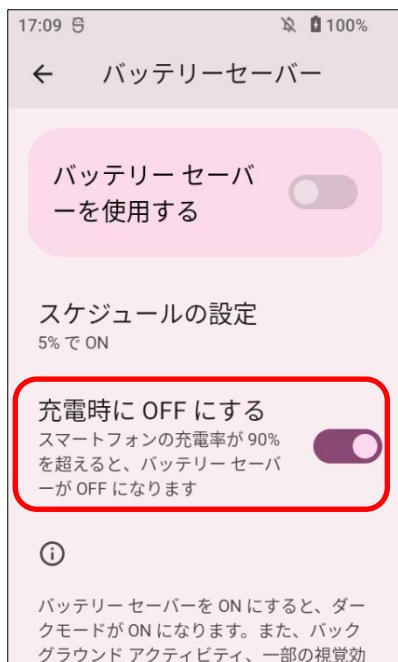 17:09 100%
バッテリーセーバー
バッテリー セーバ
ーを使用する
スケジュールの設定
5% で ON
充電時に OFF にする
スマートフォンの充電率が 90%
を超えると、バッテリー セーバ
ーが OFF になります
バッテリー セーバーを ON にすると、ダー
クモードが ON になります。また、バック
グラウンド アクティビティ、一部の視覚効